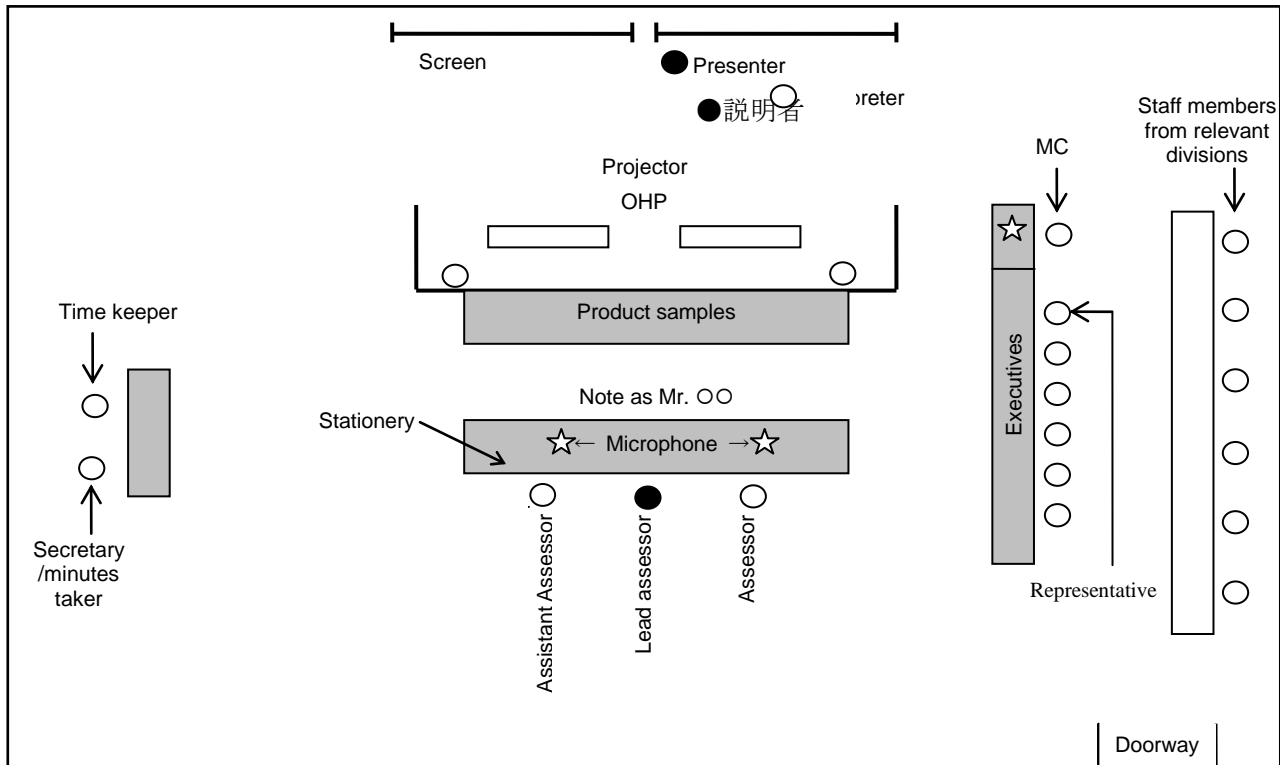 Screen
Presenter
preter
説明者
Staff members
from relevant
divisions
MC
Projector
OHP
Time keeper
Product samples
Executives
Note as Mr. ○○
Stationery
← Microphone →
Secretary
/minutes
taker
Assistant Assessor
Lead assessor
Assessor
Representative
Doorway